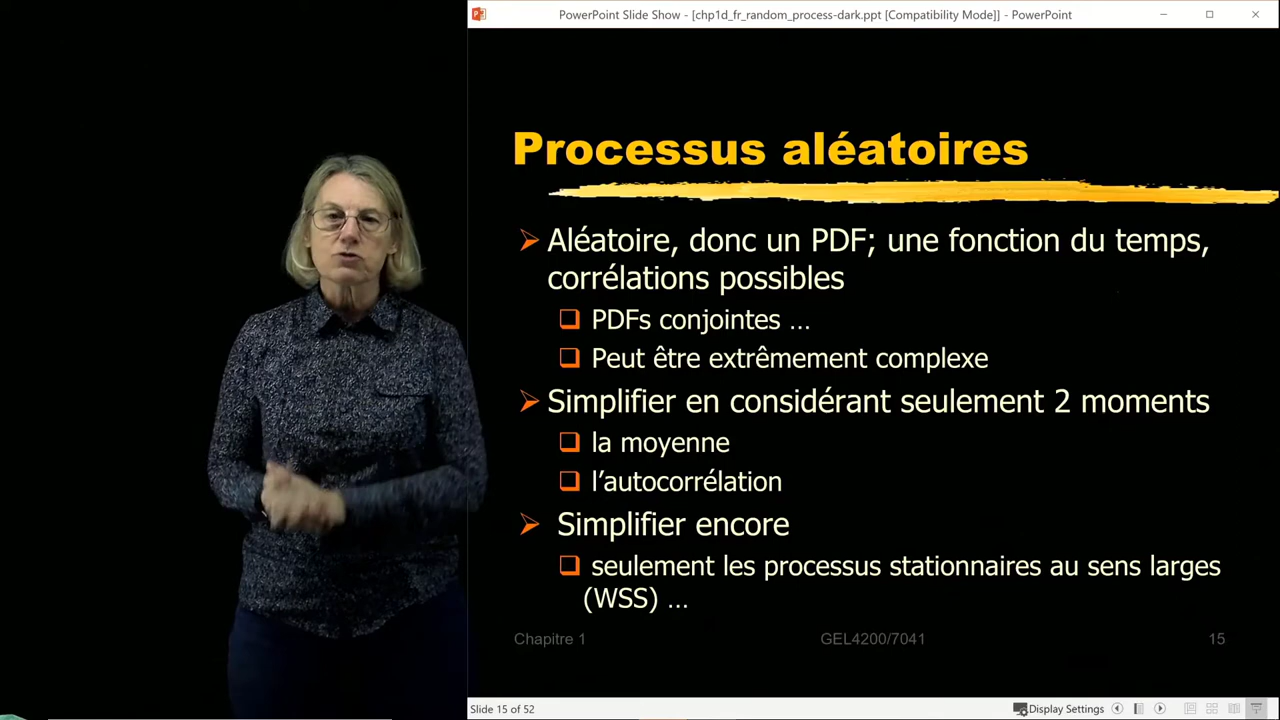 PowerPoint Slide Show - [chp1d_fr_random_process-dark.ppt [Compatibility Mode]] - PowerPoint
Processus aléatoires
Aléatoire, donc un PDF; une fonction du temps,
corrélations possibles
PDFs conjointes ...
Peut être extrêmement complexe
Simplifier en considérant seulement 2 moments
la moyenne
l’autocorrélation
Simplifier encore
seulement les processus stationnaires au sens larges
(WSS) ...
Chapitre 1 GEL4200/7041 15
Slide 15 of 52 Display Settings